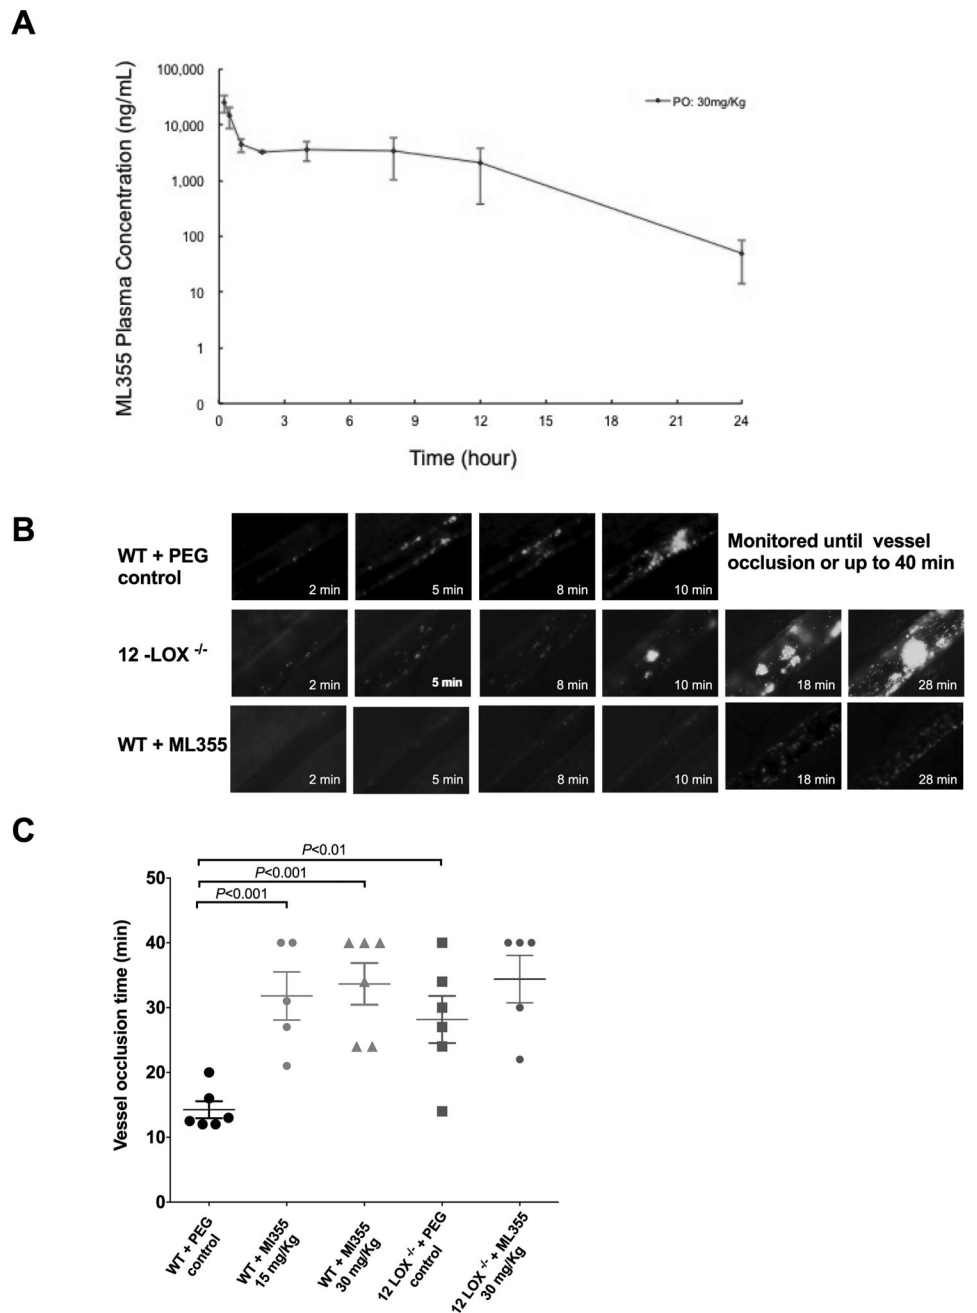 A
ML355 Plasma Concentration (ng/mL)
100,000
10,000
1,000
100
10
1
0
PO: 30mg/Kg
0 3 6 9 12 15 18 21 24
Time (hour)
B
WT + PEG
control
2 min 5 min 8 min 10 min
Monitored until vessel
occlusion or up to 40 min
12 -LOX -/-
2 min 5 min 8 min 10 min 18 min 28 min
WT + ML355
2 min 5 min 8 min 10 min 18 min 28 min
C
Vessel occlution time (min)
50
40
30
20
10
0
P<0.01
P<0.001
P<0.001
WT + PEG
control
WT + MI355
15 mg/Kg
WT + MI355
30 mg/Kg
12 LOX -/- + PEG
control
12 LOX -/- + ML355
30 mg/Kg